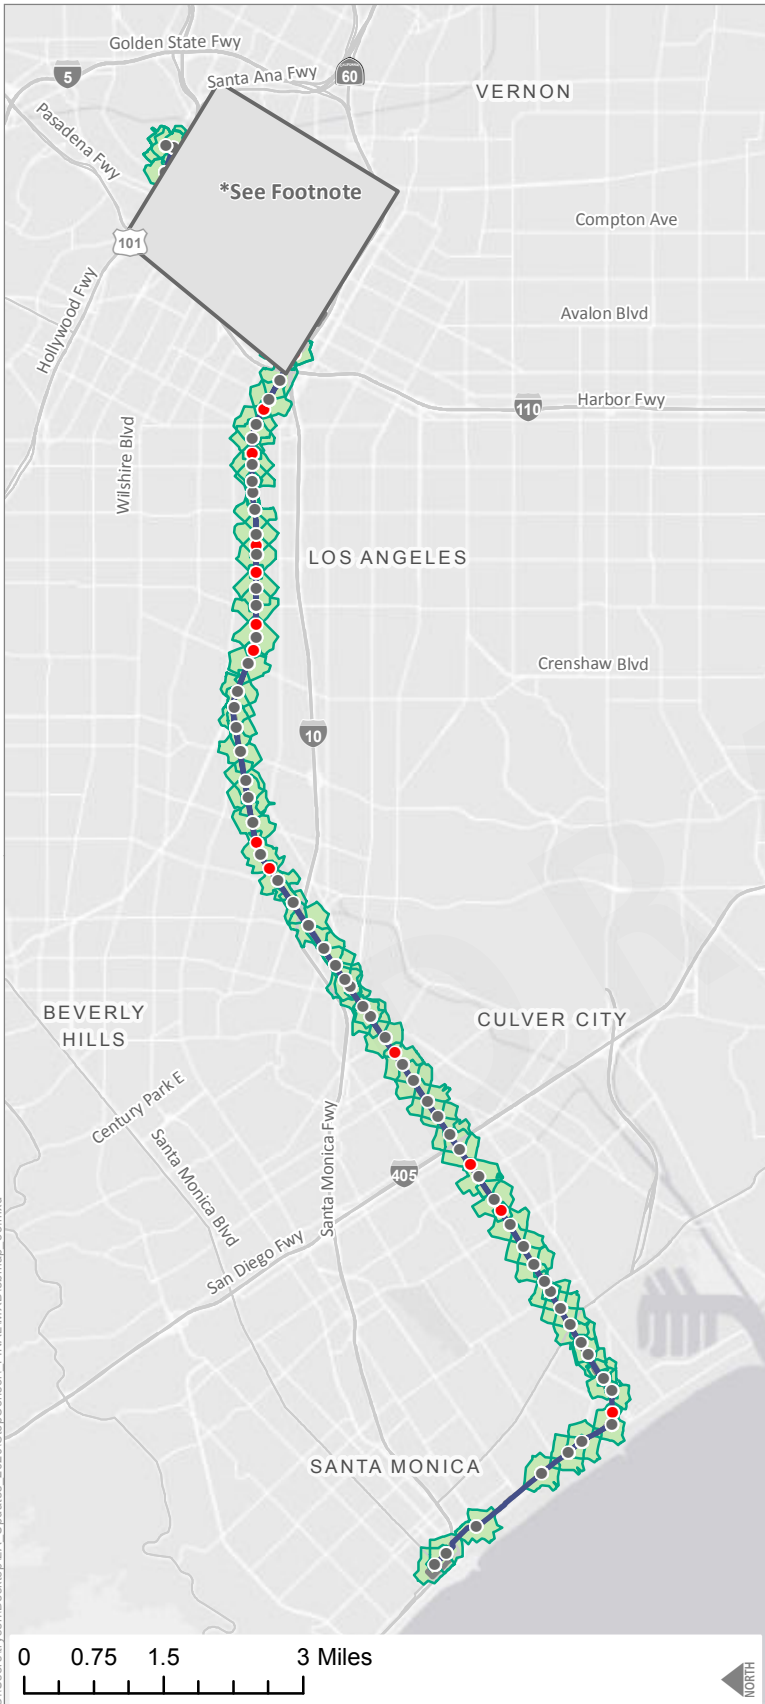 Golden State Fwy
Santa Ana Fwy
5
60
VERNON
Pasadena Fwy
*See Footnote
Compton Ave
101
Hollywood Fwy
Avalon Blvd
Harbor Fwy
110
Wilshire Blvd
LOS ANGELES
Crenshaw Blvd
10
BEVERLY
HILLS
CULVER CITY
Century Park E
Santa Monica Fwy
Santa Monica Blvd
405
San Diego Fwy
SANTA MONICA
0 0.75 1.5 3 Miles
NORTH